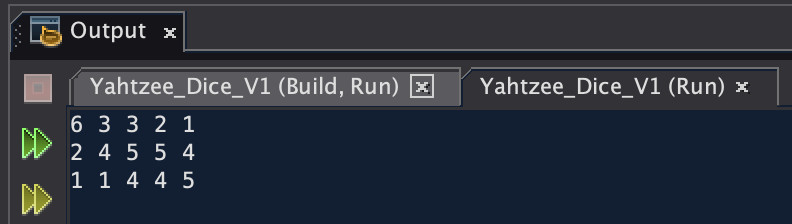 Output
Yahtzee_Dice_V1 (Build, Run) Yahtzee_Dice_V1 (Run)
6 3 3 2 1
2 4 5 5 4
1 1 4 4 5